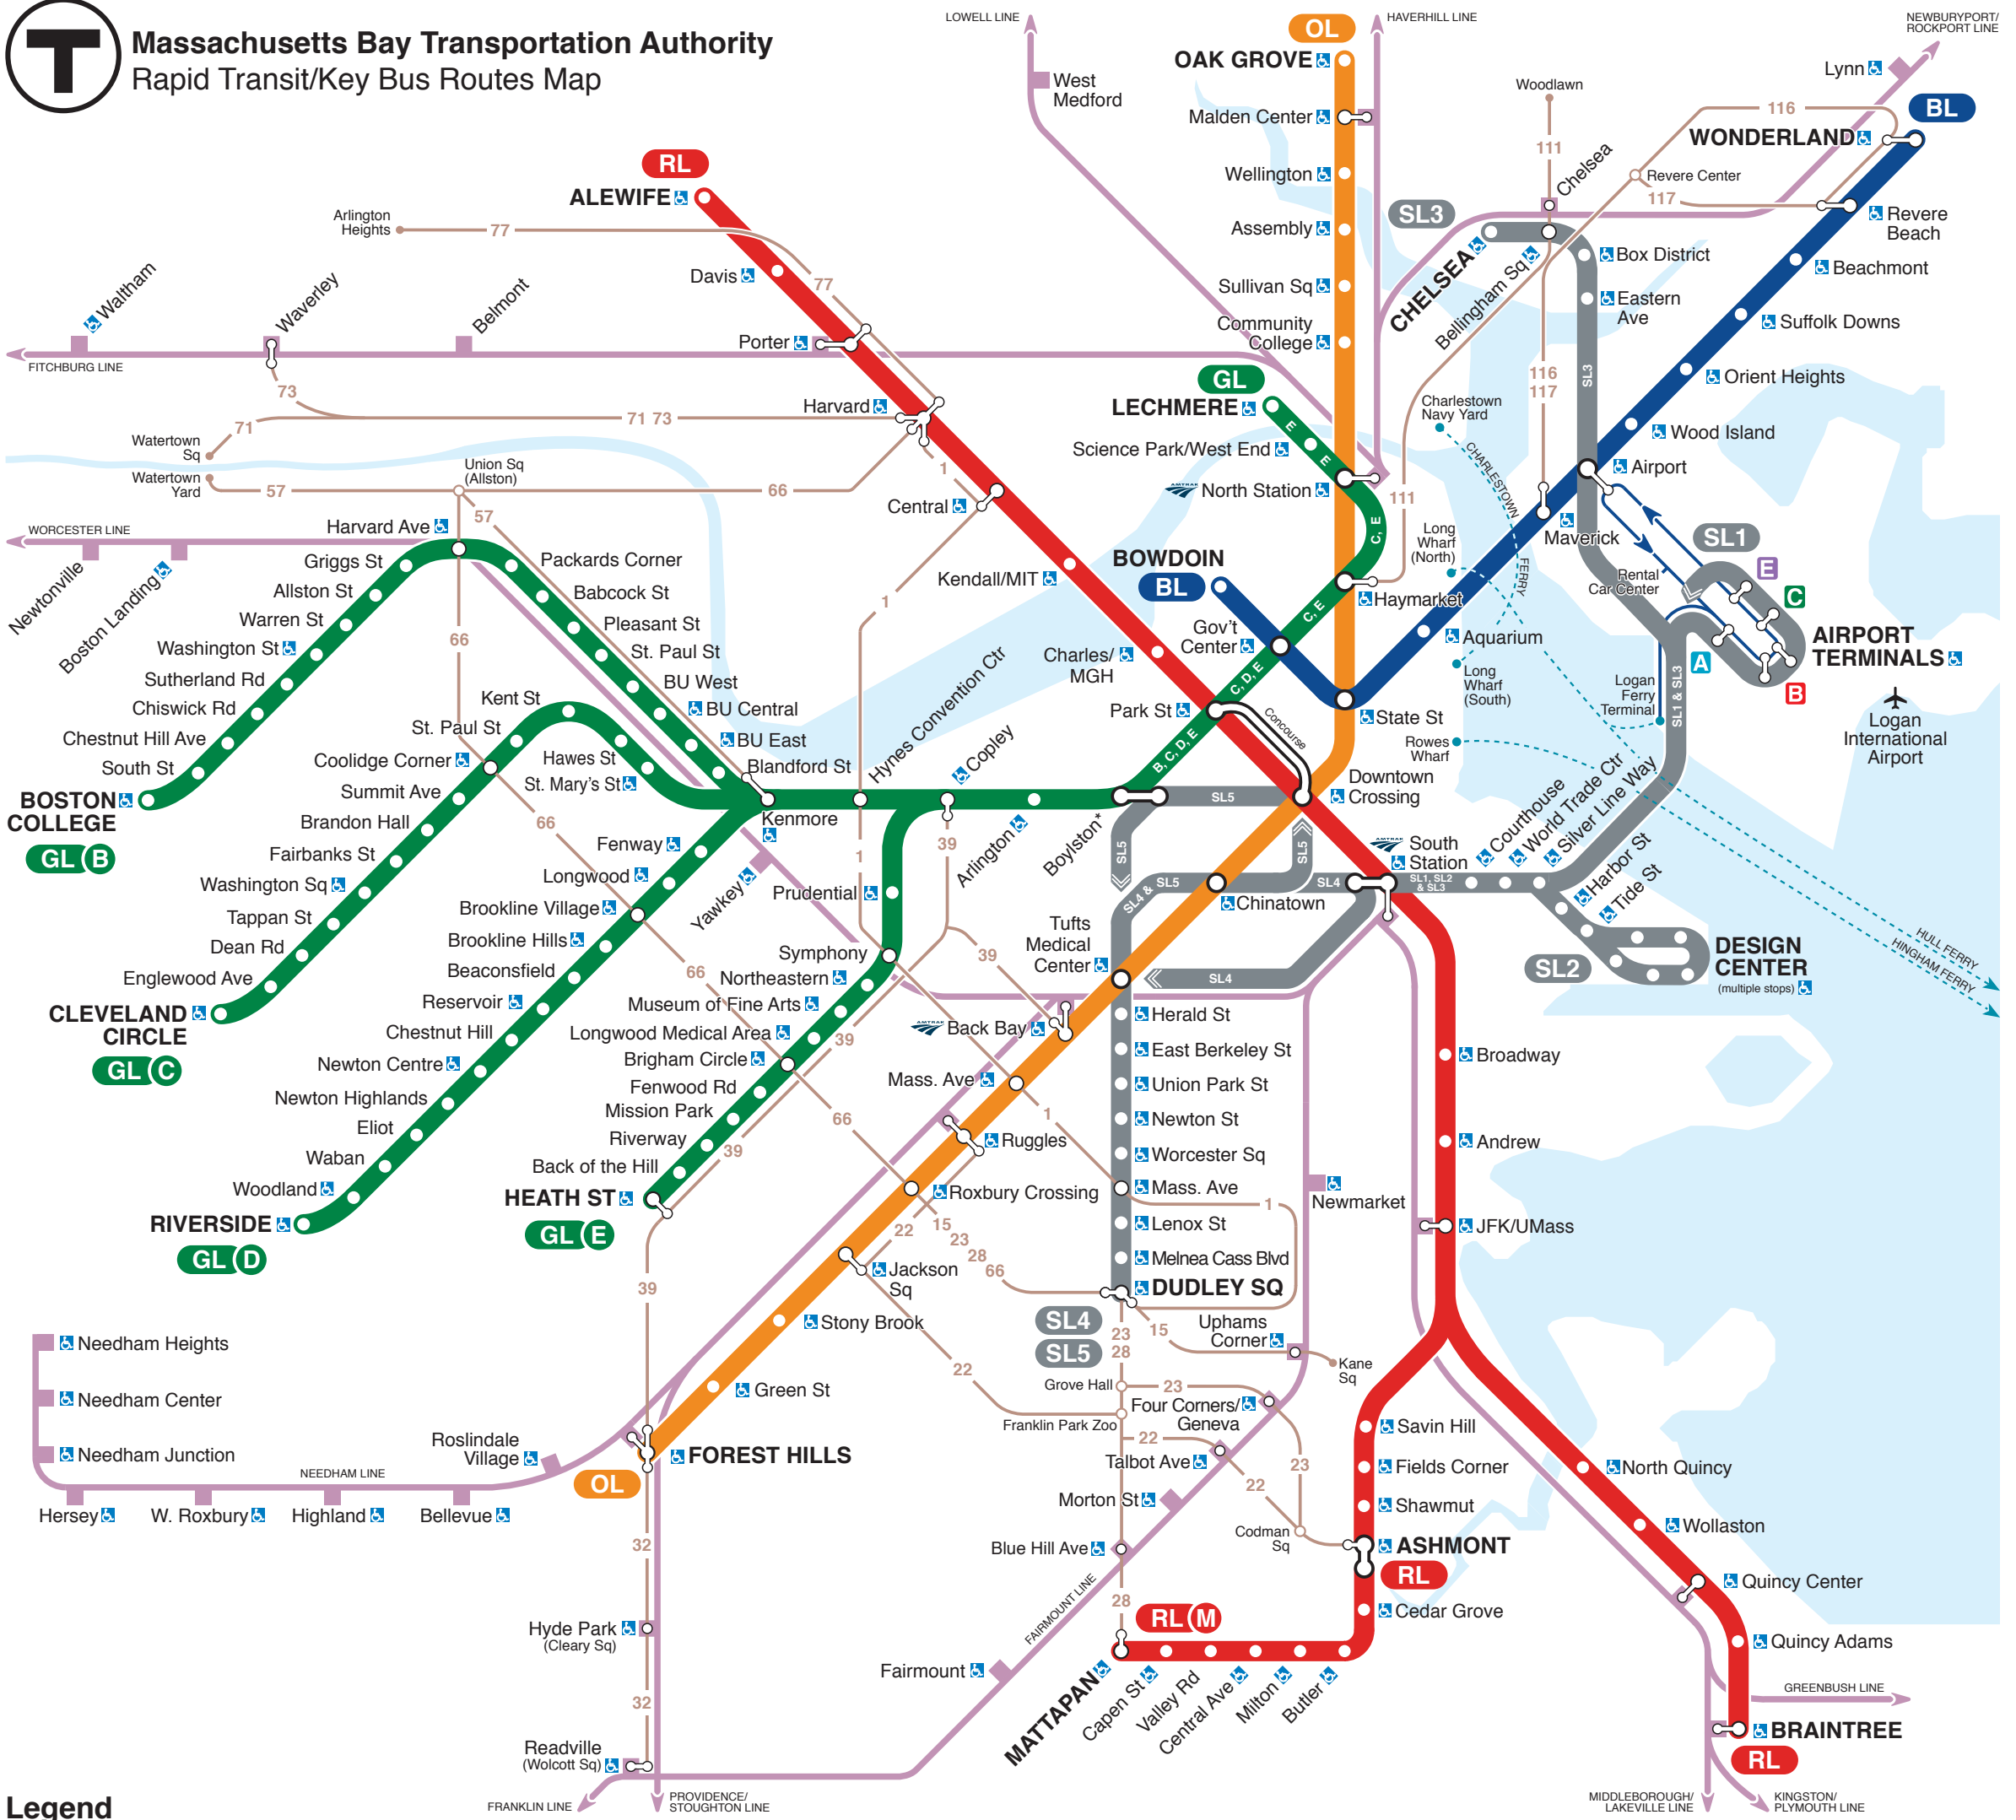 T
Massachusetts Bay Transportation Authority
Rapid Transit/Key Bus Routes Map
LOWELL LINE
HAVERHILL LINE
NEWBURYPORT/
ROCKPORT LINE
OL
OAK GROVE
West
Medford
Malden Center
Wellington
Assembly
Sullivan Sq
Community
College
Woodlawn
111
Chelsea
116
Lynn
BL
WONDERLAND
Revere Center
117
Revere
Beach
Beachmont
Suffolk Downs
Orient Heights
Wood Island
Airport
Maverick
SL3
CHELSEA
Bellingham Sq
Box District
Eastern
Ave
SL3
116
117
RL
ALEWIFE
Arlington
Heights
77
77
Davis
Porter
Harvard
Central
Kendall/MIT
Charles/
MGH
Park St
Waltham
Waverley
Belmont
FITCHBURG LINE
73
71
71 73
Watertown
Sq
Watertown
Yard
57
Union Sq
(Allston)
66
57
1
1
GL
LECHMERE
E
E
Science Park/West End
AMTRAK
North Station
C, E
111
Charlestown
Navy Yard
CHARLESTOWN
FERRY
Long
Wharf
(North)
BOWDOIN
BL
Haymarket
C, E
Gov't
Center
C, D, E
Aquarium
Long
Wharf
(South)
State St
Rowes
Wharf
Concourse
B, C, D, E
Downtown
Crossing
Rental
Car Center
SL1
E
C
A
B
AIRPORT
TERMINALS
Logan
Ferry
Terminal
SL1 & SL3
Logan
International
Airport
WORCESTER LINE
Newtonville
Boston Landing
Harvard Ave
Griggs St
Allston St
Warren St
Washington St
Sutherland Rd
Chiswick Rd
Chestnut Hill Ave
South St
BOSTON
COLLEGE
GL B
Packards Corner
Babcock St
Pleasant St
St. Paul St
BU West
BU Central
BU East
Blandford St
Kenmore
66
Kent St
St. Paul St
Coolidge Corner
Summit Ave
Brandon Hall
Fairbanks St
Washington Sq
Tappan St
Dean Rd
Englewood Ave
CLEVELAND
CIRCLE
GL C
Hawes St
St. Mary's St
66
Fenway
Longwood
Brookline Village
Brookline Hills
Beaconsfield
Reservoir
Chestnut Hill
Newton Centre
Newton Highlands
Eliot
Waban
Woodland
RIVERSIDE
GL D
Yawkey
Hynes Convention Ctr
Copley
Arlington
Boylston*
1
39
Prudential
Symphony
Northeastern
Museum of Fine Arts
Longwood Medical Area
Brigham Circle
Fenwood Rd
Mission Park
Riverway
Back of the Hill
HEATH ST
GL E
66
39
39
39
39
66
SL5
SL5
SL5
SL4 & SL5
SL4
SL4
Chinatown
Tufts
Medical
Center
AMTRAK
South
Station
SL1, SL2
& SL3
Courthouse
World Trade Ctr
Silver Line Way
Harbor St
Tide St
SL2
DESIGN
CENTER
(multiple stops)
HULL FERRY
HINGHAM FERRY
AMTRAK
Back Bay
Mass. Ave
1
Ruggles
Roxbury Crossing
22
15
23
28
66
Jackson
Sq
Stony Brook
Green St
FOREST HILLS
OL
Herald St
East Berkeley St
Union Park St
Newton St
Worcester Sq
Mass. Ave
Lenox St
Melnea Cass Blvd
DUDLEY SQ
SL4
SL5
1
23
28
15
Uphams
Corner
Kane
Sq
Newmarket
Grove Hall
23
Franklin Park Zoo
22
22
Four Corners/
Geneva
Talbot Ave
22
23
Morton St
Codman
Sq
Blue Hill Ave
28
FAIRMOUNT LINE
Fairmount
Broadway
Andrew
JFK/UMass
Savin Hill
Fields Corner
Shawmut
ASHMONT
RL
Cedar Grove
RL M
MATTAPAN
Capen St
Valley Rd
Central Ave
Milton
Butler
North Quincy
Wollaston
Quincy Center
Quincy Adams
GREENBUSH LINE
BRAINTREE
RL
MIDDLEBOROUGH/
LAKEVILLE LINE
KINGSTON/
PLYMOUTH LINE
Needham Heights
Needham Center
Needham Junction
NEEDHAM LINE
Hersey
W. Roxbury
Highland
Bellevue
Roslindale
Village
32
Hyde Park
(Cleary Sq)
32
Readville
(Wolcott Sq)
FRANKLIN LINE
PROVIDENCE/
STOUGHTON LINE
Legend